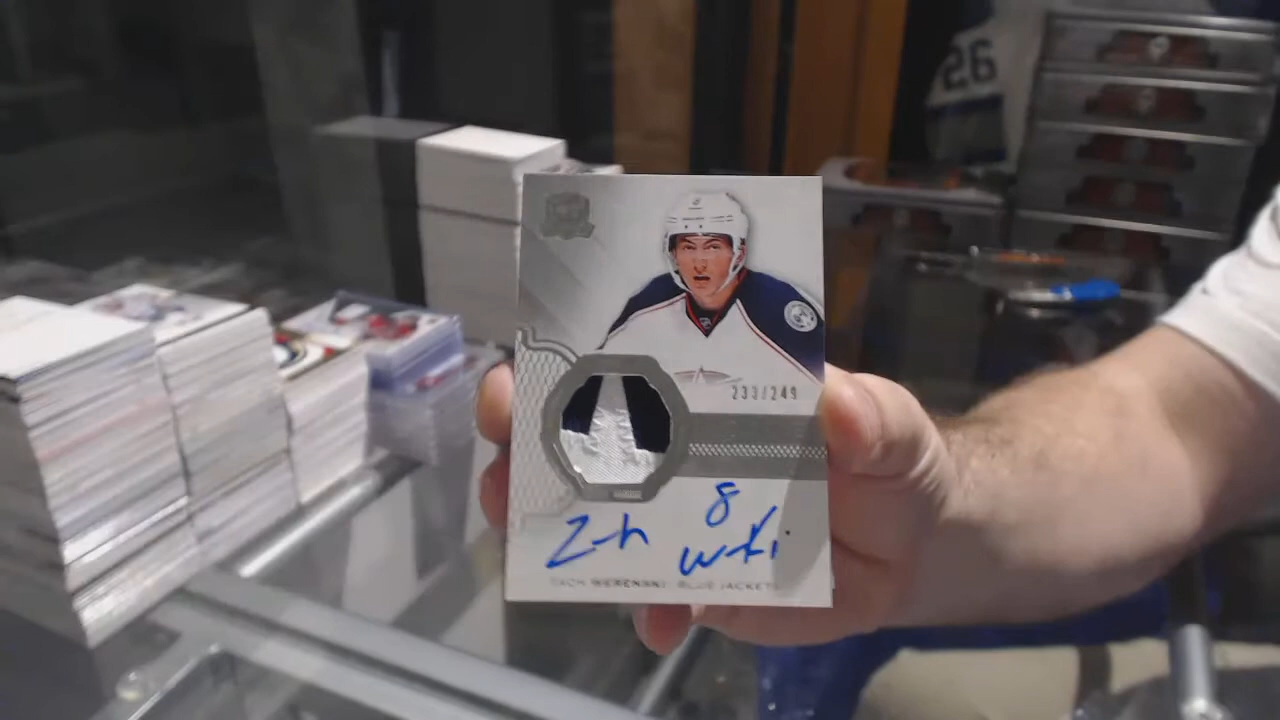 26
233/249
8
Zach Werenski
ZACH WERENSKI BLUE JACKETS